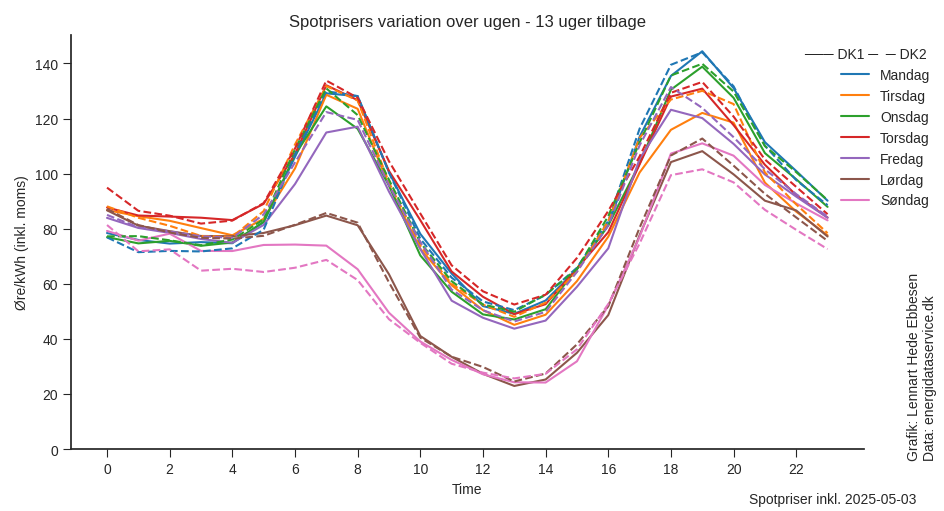 Spotprisers variation over ugen - 13 uger tilbage
DK1 DK2
Mandag
Tirsdag
Onsdag
Torsdag
Fredag
Lørdag
Søndag
Øre/kWh (inkl. moms)
140
120
100
80
60
40
20
0
0 2 4 6 8 10 12 14 16 18 20 22
Time
Grafik: Lennart Hede Ebbesen
Data: energidataservice.dk
Spotpriser inkl. 2025-05-03